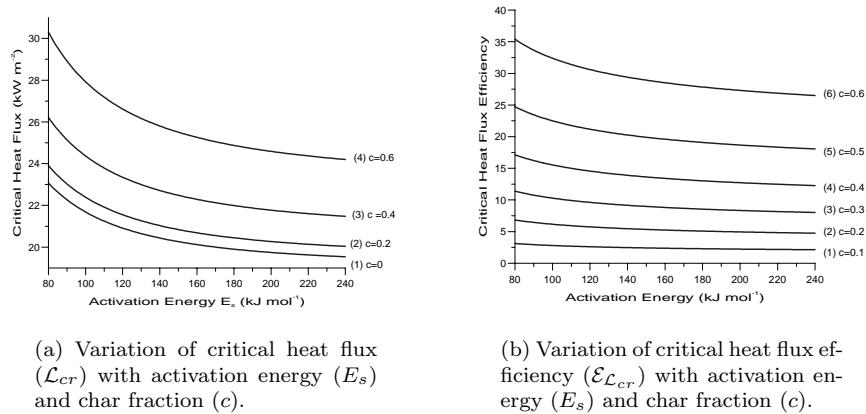 Critical Heat Flux (kW m⁻²)
30
28
26
24
22
20
(4) c=0.6
(3) c =0.4
(2) c=0.2
(1) c=0
80 100 120 140 160 180 200 220 240
Activation Energy Eₛ (kJ mol⁻¹)
(a) Variation of critical heat flux
(ℒcr) with activation energy (Es)
and char fraction (c).
Critical Heat Flux Efficiency
40
35
30
25
20
15
10
5
0
(6) c=0.6
(5) c=0.5
(4) c=0.4
(3) c=0.3
(2) c=0.2
(1) c=0.1
80 100 120 140 160 180 200 220 240
Activation Energy (kJ mol⁻¹)
(b) Variation of critical heat flux ef-
ficiency (ℰℒcr) with activation en-
ergy (Es) and char fraction (c).